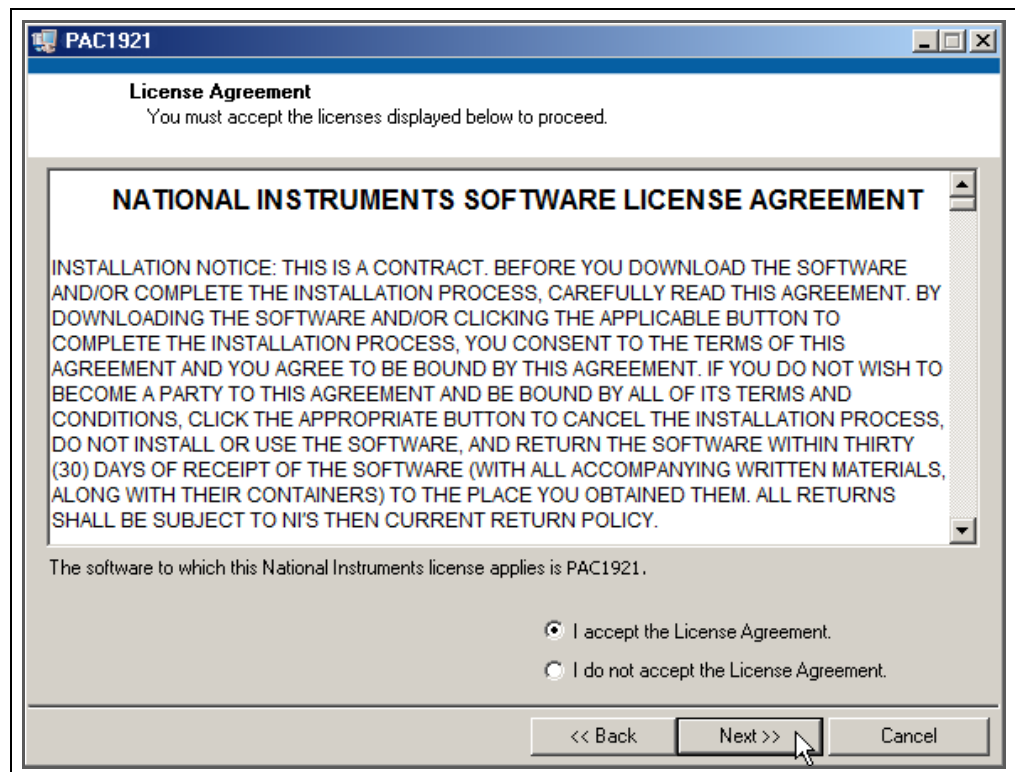 PAC1921
License Agreement
You must accept the licenses displayed below to proceed.
NATIONAL INSTRUMENTS SOFTWARE LICENSE AGREEMENT
INSTALLATION NOTICE: THIS IS A CONTRACT. BEFORE YOU DOWNLOAD THE SOFTWARE
AND/OR COMPLETE THE INSTALLATION PROCESS, CAREFULLY READ THIS AGREEMENT. BY
DOWNLOADING THE SOFTWARE AND/OR CLICKING THE APPLICABLE BUTTON TO
COMPLETE THE INSTALLATION PROCESS, YOU CONSENT TO THE TERMS OF THIS
AGREEMENT AND YOU AGREE TO BE BOUND BY THIS AGREEMENT. IF YOU DO NOT WISH TO
BECOME A PARTY TO THIS AGREEMENT AND BE BOUND BY ALL OF ITS TERMS AND
CONDITIONS, CLICK THE APPROPRIATE BUTTON TO CANCEL THE INSTALLATION PROCESS,
DO NOT INSTALL OR USE THE SOFTWARE, AND RETURN THE SOFTWARE WITHIN THIRTY
(30) DAYS OF RECEIPT OF THE SOFTWARE (WITH ALL ACCOMPANYING WRITTEN MATERIALS,
ALONG WITH THEIR CONTAINERS) TO THE PLACE YOU OBTAINED THEM. ALL RETURNS
SHALL BE SUBJECT TO NI'S THEN CURRENT RETURN POLICY.
The software to which this National Instruments license applies is PAC1921.
I accept the License Agreement.
I do not accept the License Agreement.
<< Back Next >> Cancel